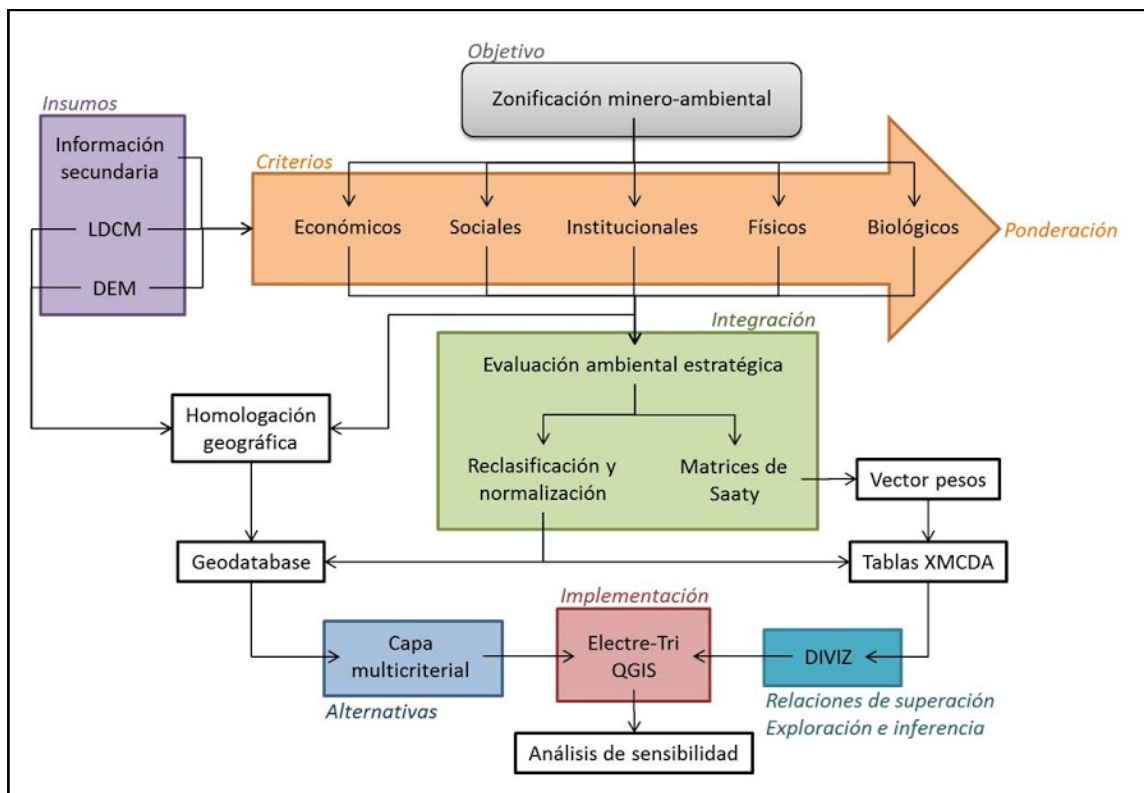 Objetivo
Zonificación minero-ambiental
Insumos
Información
secundaria
LDCM
DEM
Criterios
Económicos
Sociales
Institucionales
Físicos
Biológicos
Ponderación
Integración
Evaluación ambiental estratégica
Reclasificación y
normalización
Matrices de
Saaty
Vector pesos
Homologación
geográfica
Geodatabase
Tablas XMCDA
Implementación
Capa
multicriterial
Alternativas
Electre-Tri
QGIS
DIVIZ
Relaciones de superación
Exploración e inferencia
Análisis de sensibilidad